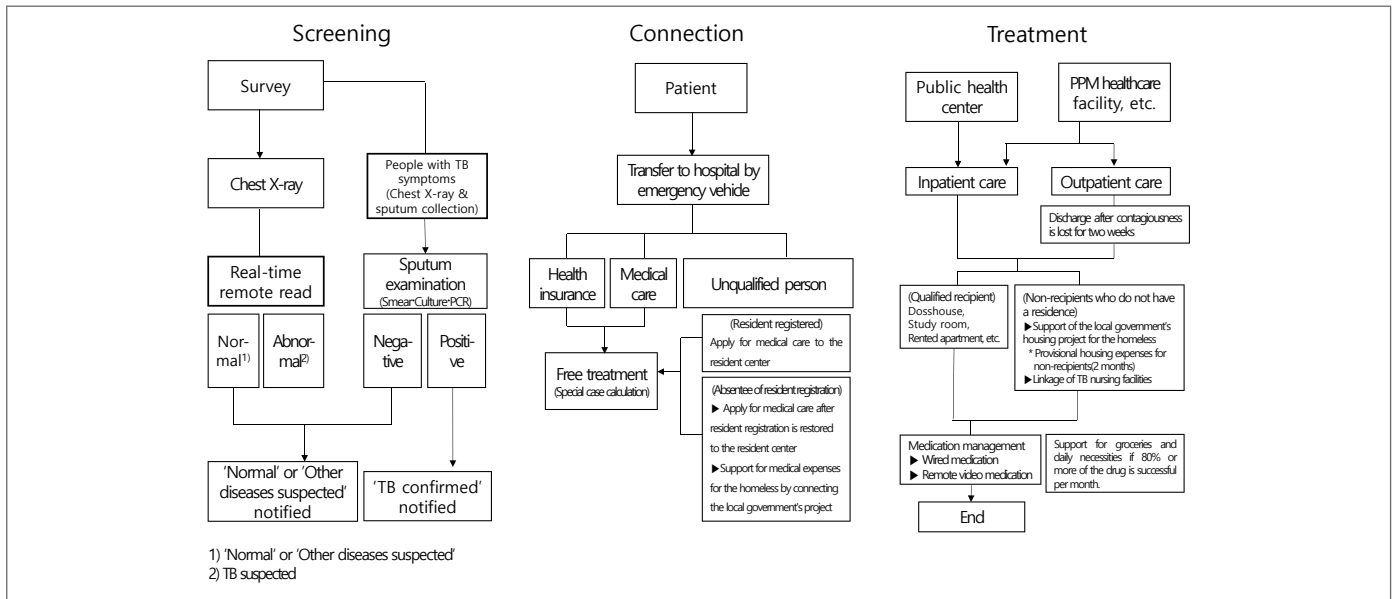 Screening
Survey
Chest X-ray
People with TB
symptoms
(Chest X-ray &
sputum collection)
Real-time
remote read
Sputum
examination
(Smear·Culture·PCR)
Nor-
mal1)
Abnor-
mal2)
Nega-
tive
Positi-
ve
'Normal' or 'Other
diseases suspected'
notified
'TB confirmed'
notified
1) 'Normal' or 'Other diseases suspected'
2) TB suspected
Connection
Patient
Transfer to hospital by
emergency vehide
Health
insurance
Medical
care
Unqualified person
Free treatment
(Special case calculation)
(Resident registered)
Apply for medical care to the
resident center
(Absentee of resident registration)
▶ Apply for medical care after
resident registration is restored
to the resident center
▶Support for medical expenses
for the homeless by connecting
the local government's project
Treatment
Public health
center
PPM healthcare
facility, etc.
Inpatient care
Outpatient care
Discharge after contagiousness
is lost for two weeks
(Qualified recipient)
Dosshouse,
Study room,
Rented apartment, etc.
(Non-recipients who do not have
a residence)
▶Support of the local government's
housing project for the homeless
* Provisional housing expenses for
non-recipients(2 months)
▶Linkage of TB nursing facilities
Medication management
▶ Wired medication
▶ Remote video medication
Support for groceries and
daily necessities if 80% or
more of the drug is successful
per month.
End